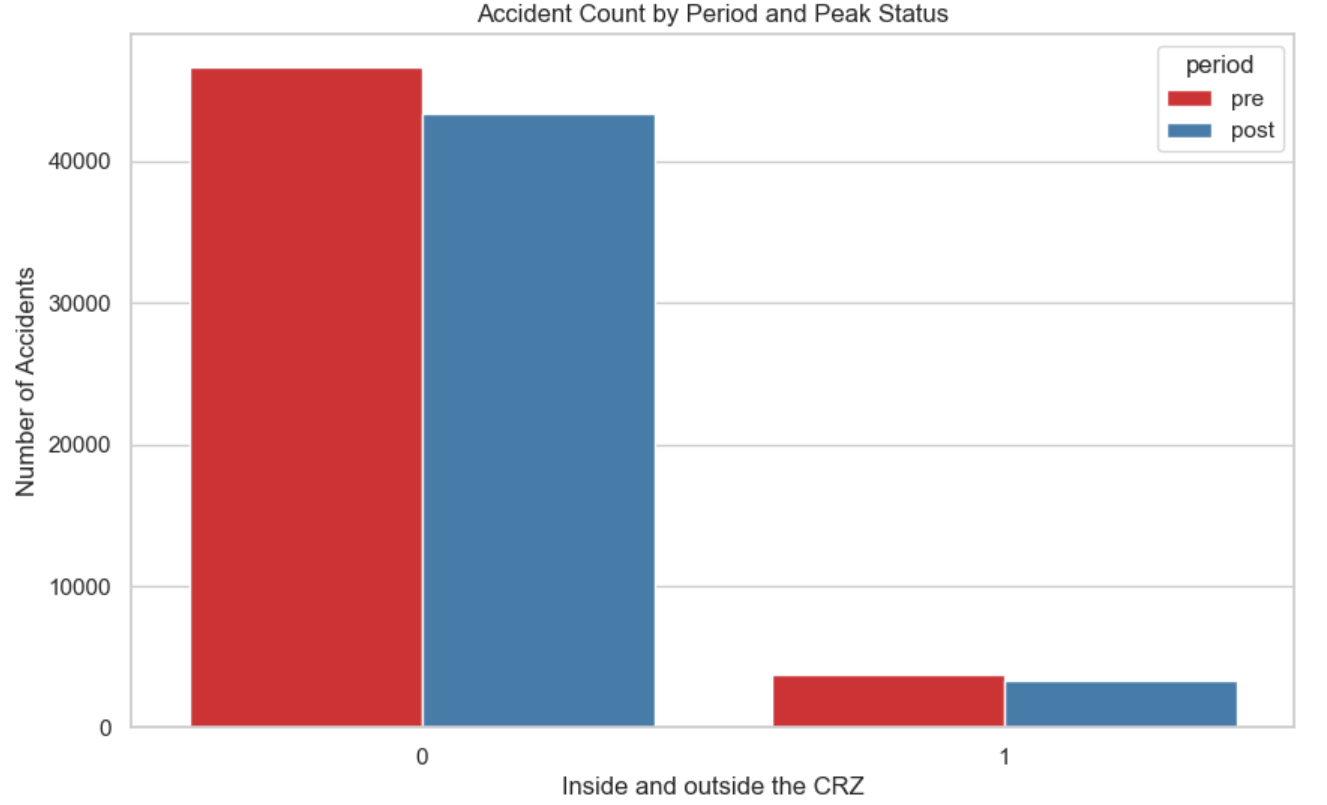 Accident Count by Period and Peak Status
period
pre
post
Number of Accidents
40000
30000
20000
10000
0
0 1
Inside and outside the CRZ